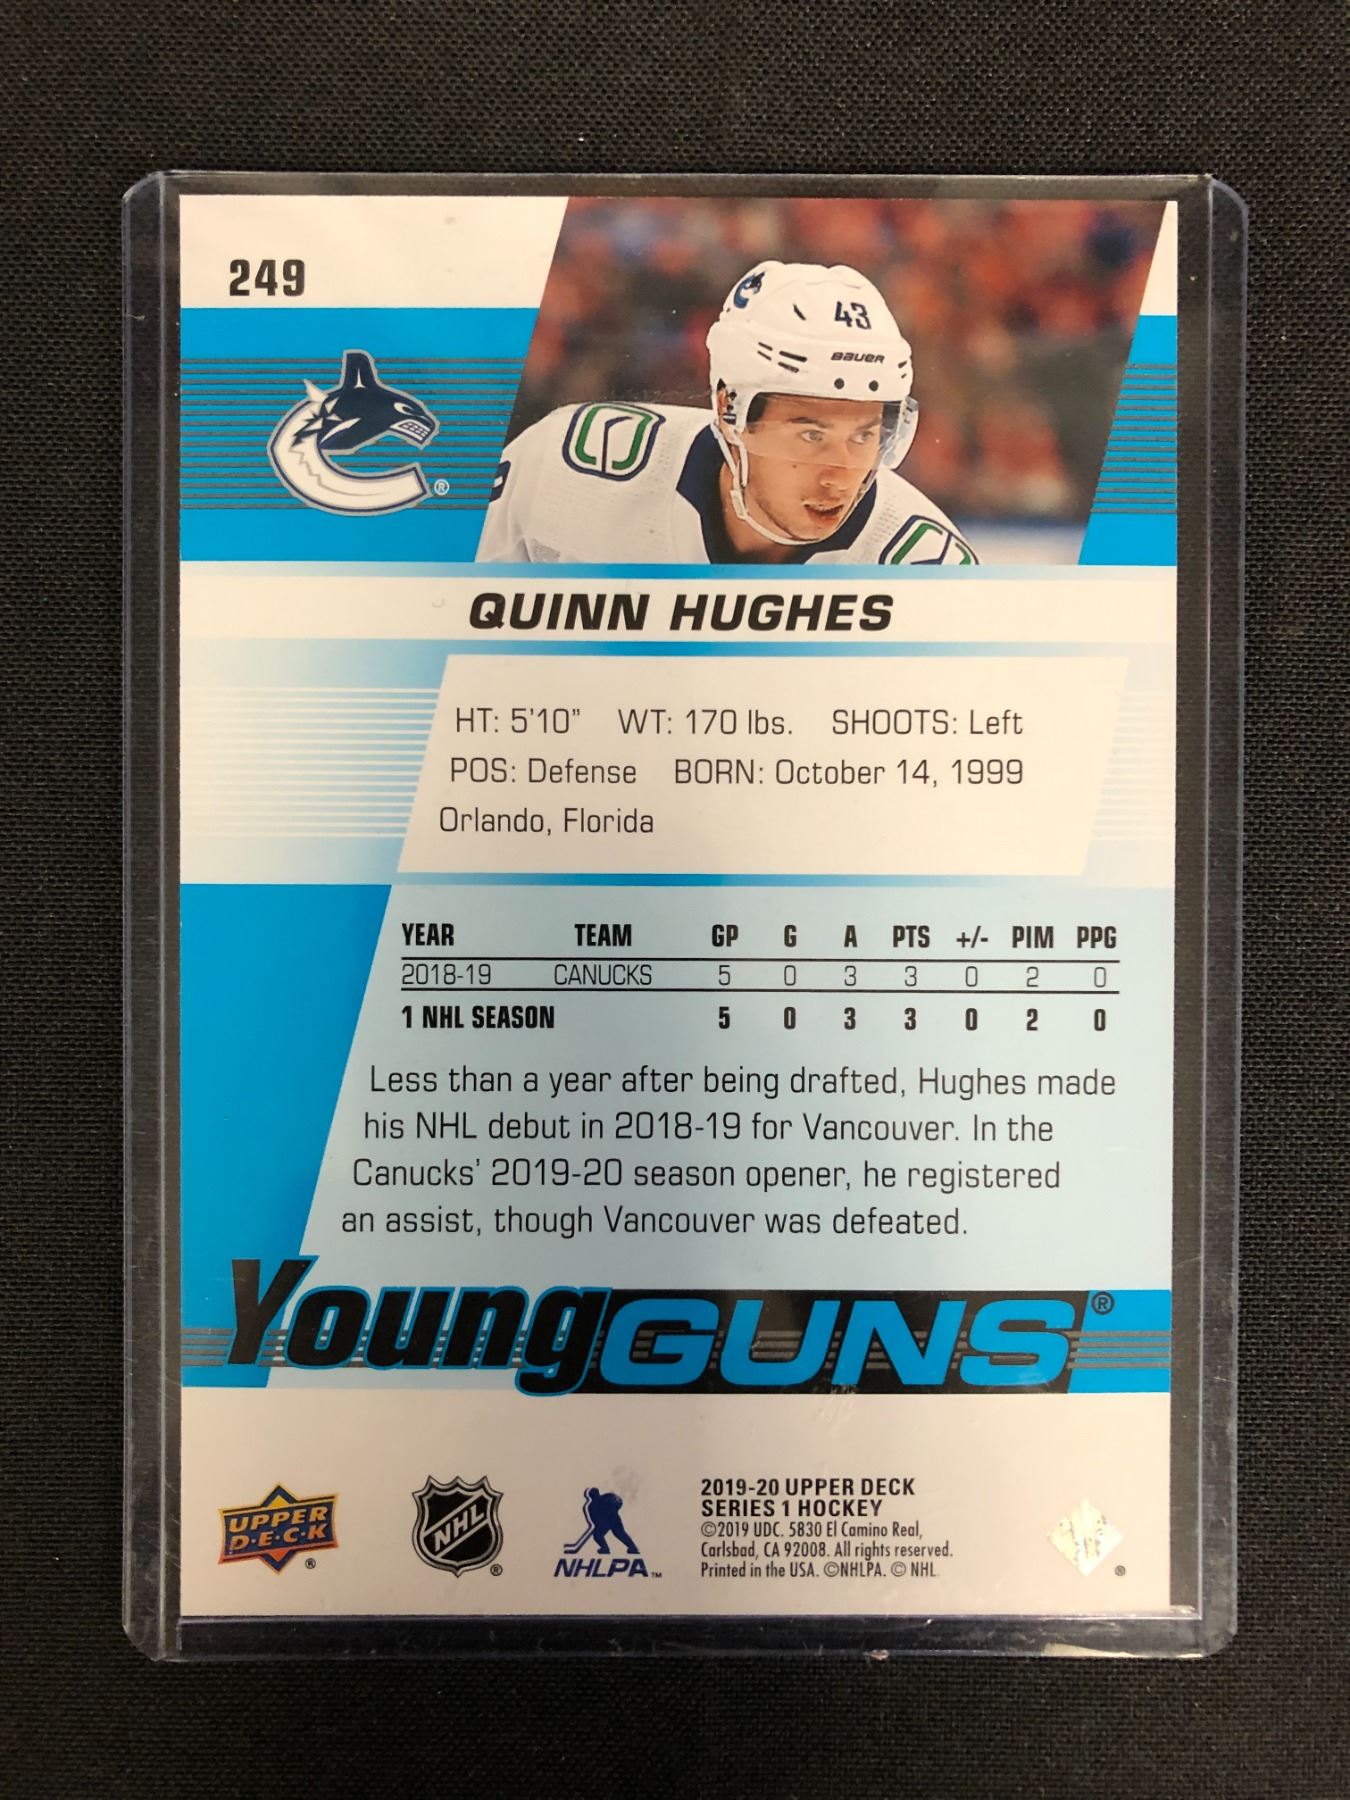 249
43
BAUER
®
QUINN HUGHES
HT: 5'10" WT: 170 lbs. SHOOTS: Left
POS: Defense BORN: October 14, 1999
Orlando, Florida
YEAR TEAM GP G A PTS +/- PIM PPG
2018-19 CANUCKS 5 0 3 3 0 2 0
1 NHL SEASON 5 0 3 3 0 2 0
Less than a year after being drafted, Hughes made
his NHL debut in 2018-19 for Vancouver. In the
Canucks' 2019-20 season opener, he registered
an assist, though Vancouver was defeated.
Young GUNS®
UPPER
D•E•C•K®
NHL®
NHLPA™
2019-20 UPPER DECK
SERIES 1 HOCKEY
©2019 UDC. 5830 El Camino Real,
Carlsbad, CA 92008. All rights reserved.
Printed in the USA. ©NHLPA. © NHL.
®